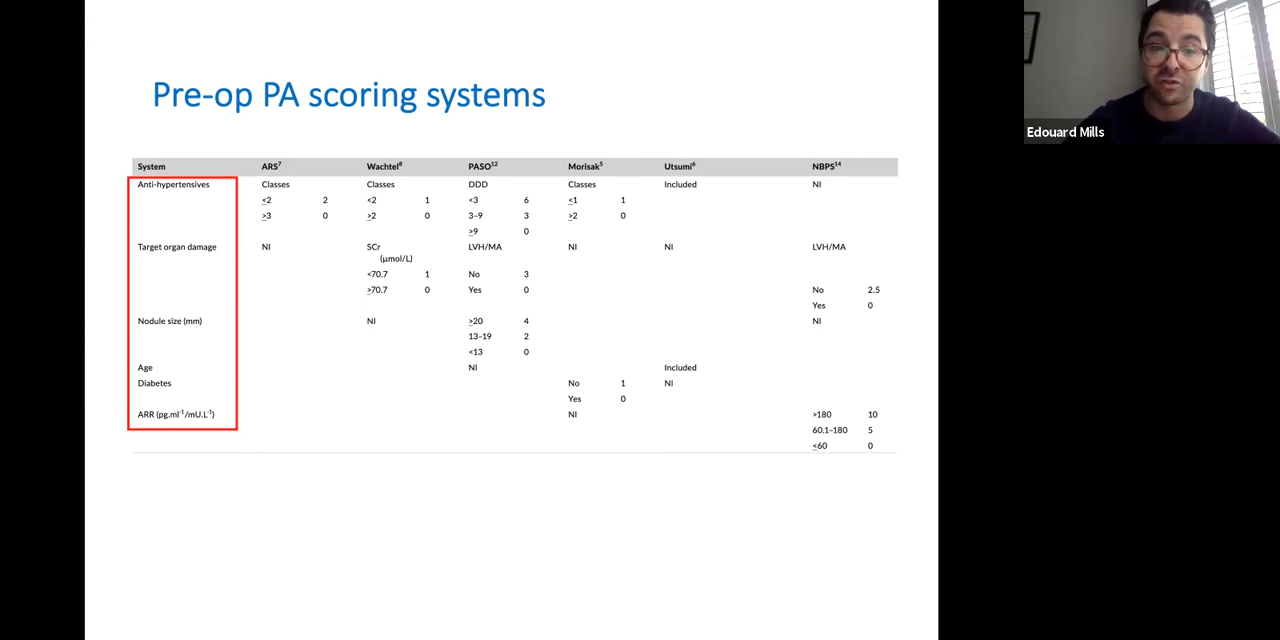 Pre-op PA scoring systems
Edouard Mills
System ARS7 Wachtel8 PASO12 Morisak5 Utsumi6 NBPS14
Anti-hypertensives Classes Classes DDD Classes Included NI
≤2 2 <2 1 <3 6 ≤1 1
≥3 0 ≥2 0 3–9 3 ≥2 0
≥9 0
Target organ damage NI SCr LVH/MA NI NI LVH/MA
(μmol/L)
<70.7 1 No 3
≥70.7 0 Yes 0 No 2.5
Yes 0
Nodule size (mm) NI ≥20 4 NI
13–19 2
<13 0
Age NI Included
Diabetes No 1 NI
Yes 0
ARR (pg.ml-1/mU.L-1) NI >180 10
60.1–180 5
≤60 0